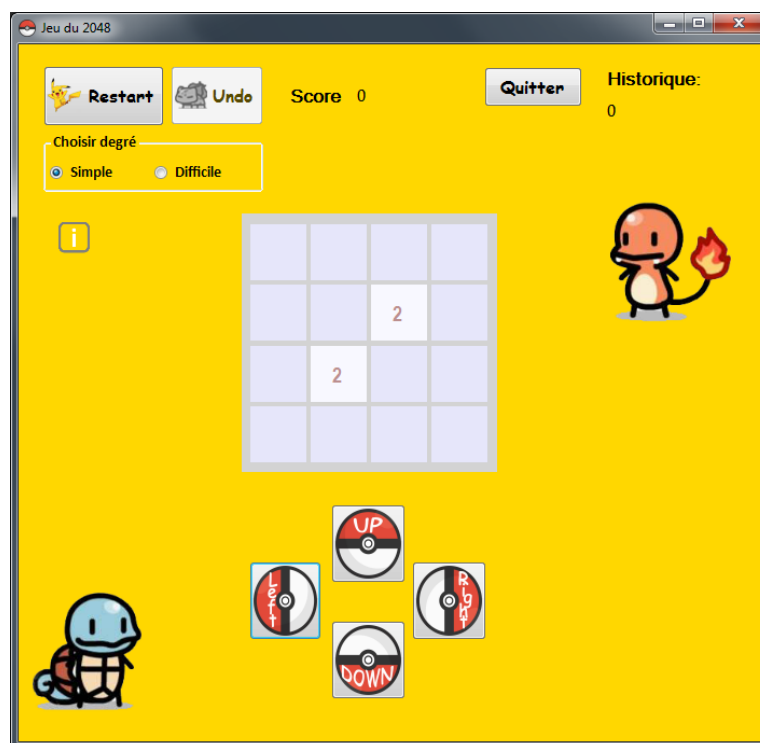 Jeu du 2048
Restart
Undo
Score 0
Quitter
Historique:
0
Choisir degré
Simple
Difficile
i
2
2
UP
Left
Right
DOWN